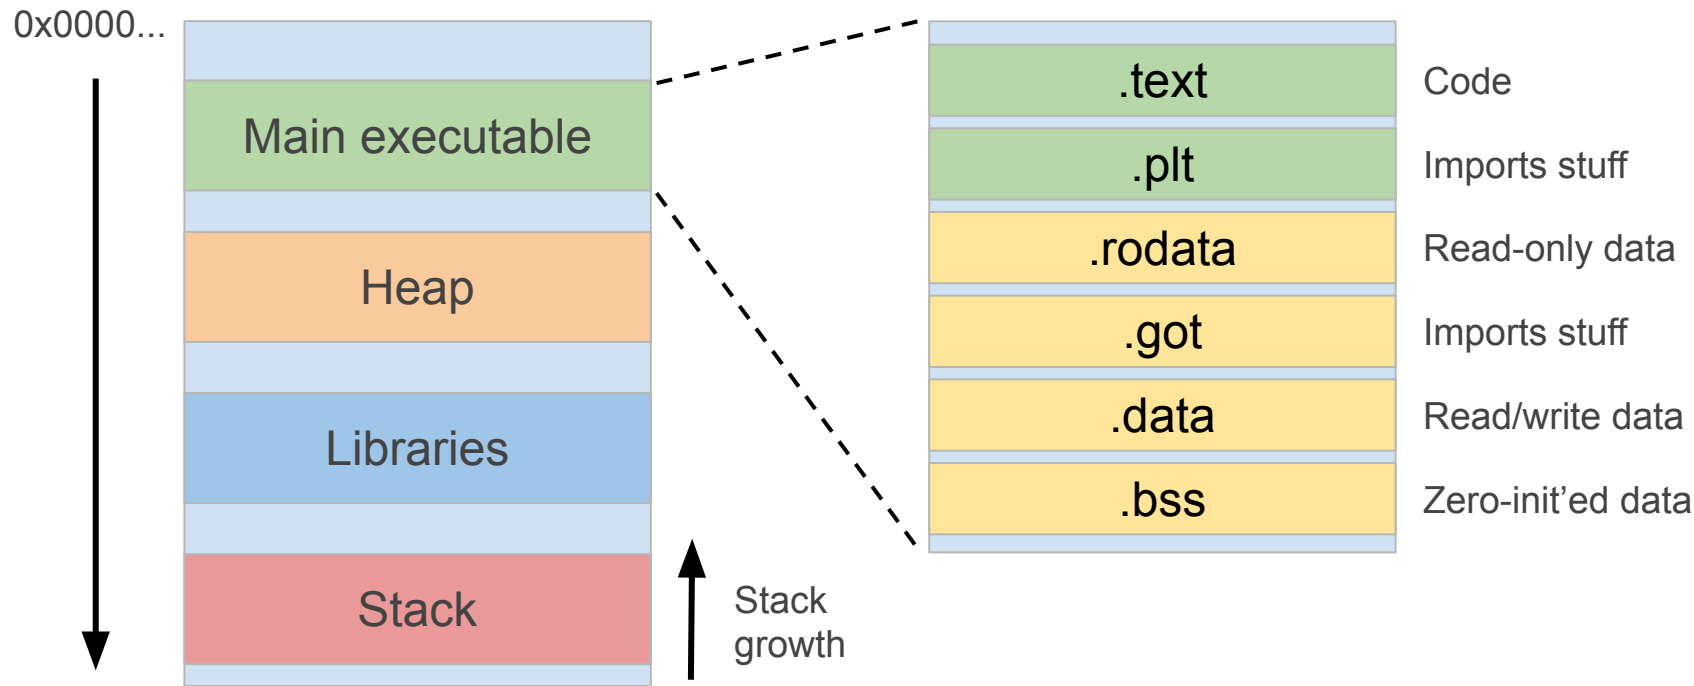 0x0000...
Main executable
Heap
Libraries
Stack
Stack
growth
.text
Code
.plt
Imports stuff
.rodata
Read-only data
.got
Imports stuff
.data
Read/write data
.bss
Zero-init’ed data